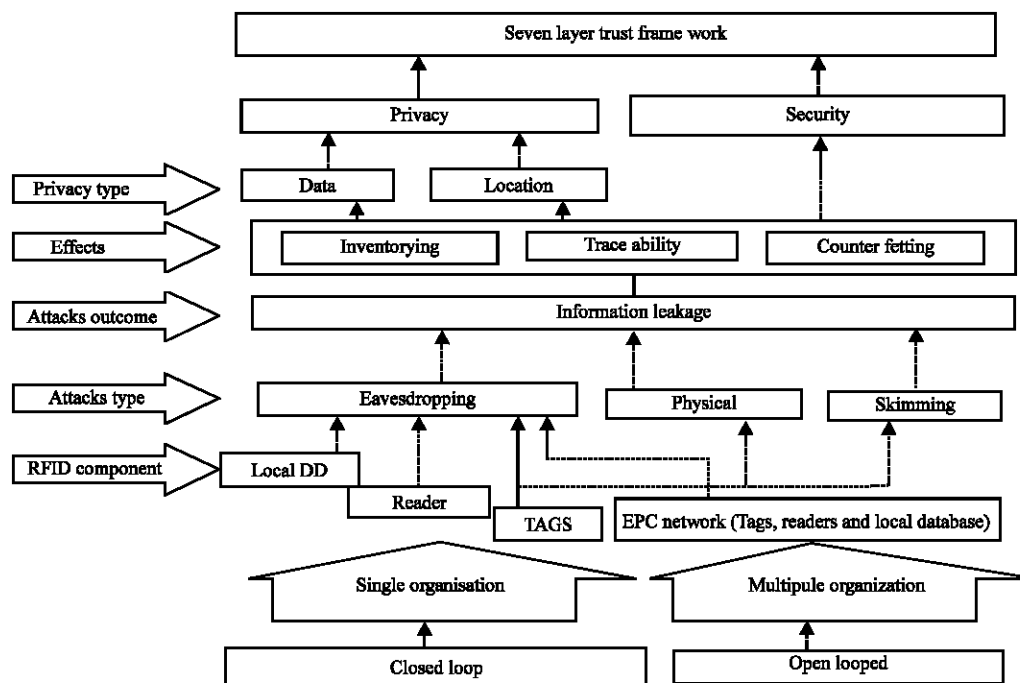 Seven layer trust frame work
Privacy
Security
Privacy type
Data
Location
Effects
Inventorying
Trace ability
Counter fetting
Attacks outcome
Information leakage
Attacks type
Eavesdropping
Physical
Skimming
RFID component
Local DD
Reader
TAGS
EPC network (Tags, readers and local database)
Single organisation
Multipule organization
Closed loop
Open looped